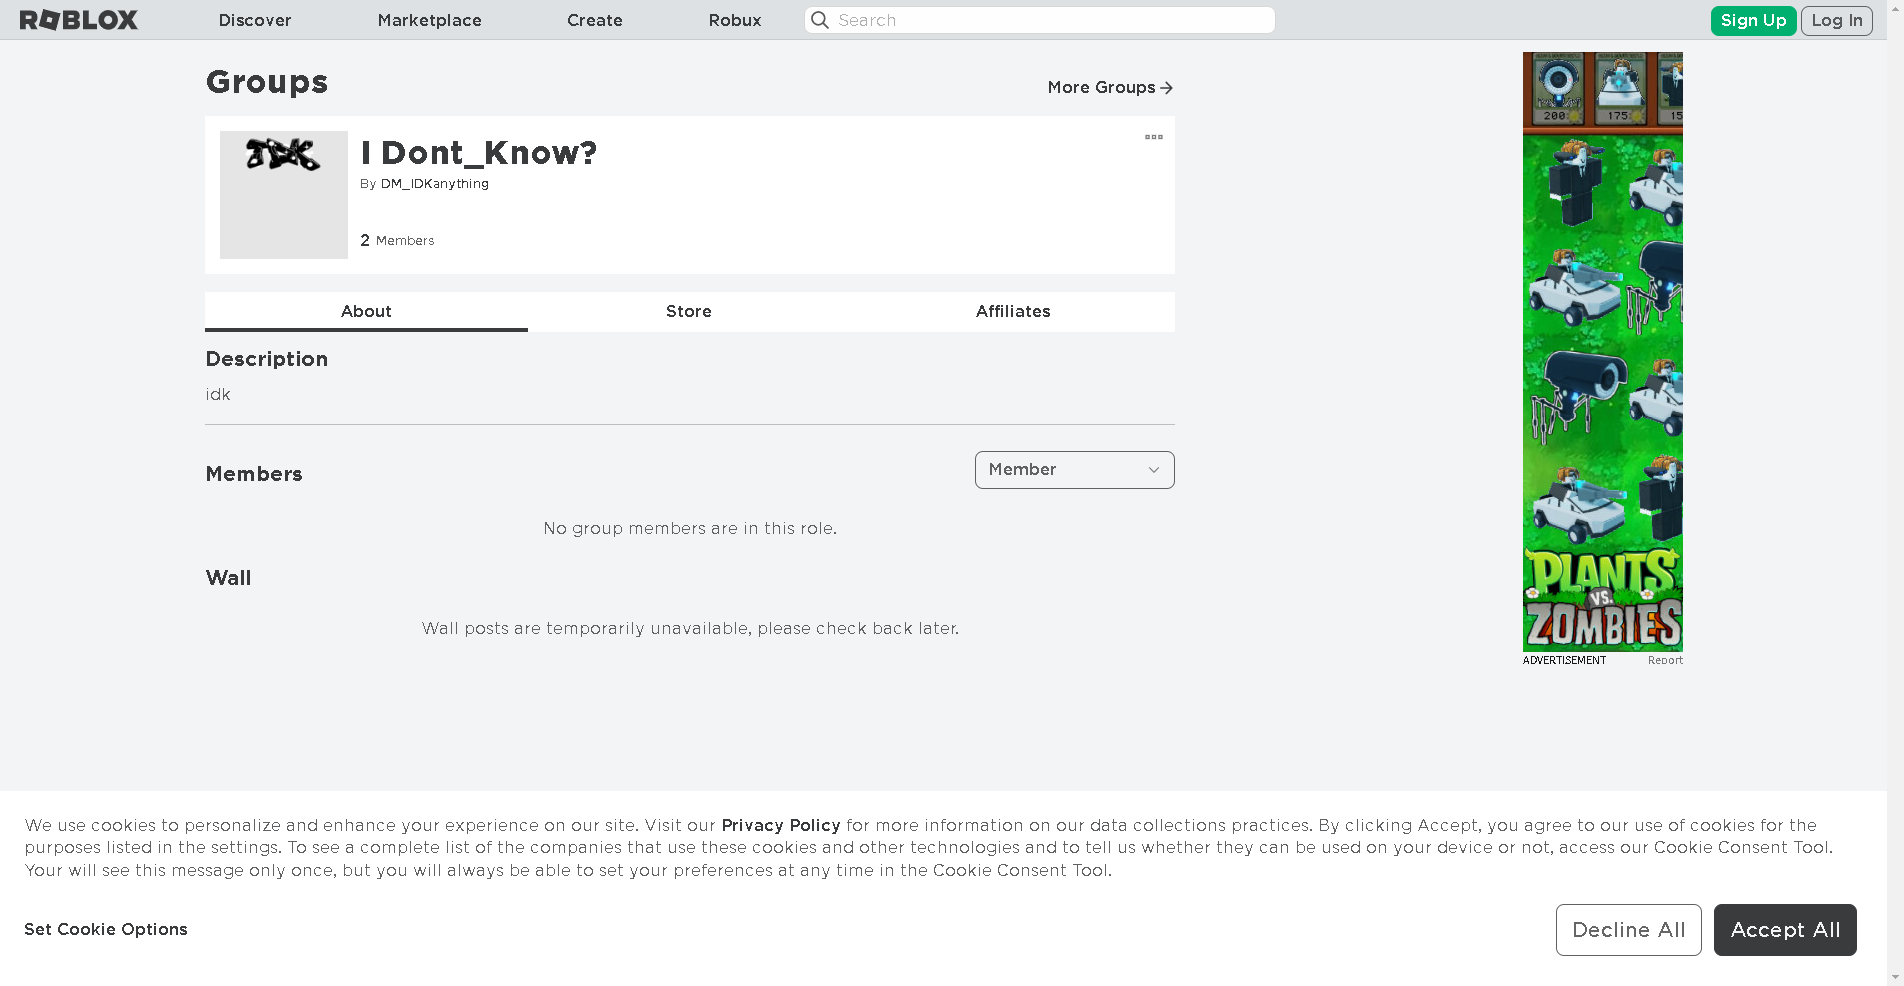 ROBLOX
Discover
Marketplace
Create
Robux
Search
Sign Up
Log In
Groups
More Groups
IDK
I Dont_Know?
By DM_IDKanything
2 Members
About
Store
Affiliates
Description
idk
Members
Member
No group members are in this role.
Wall
Wall posts are temporarily unavailable, please check back later.
200
175
15
PLANTS
VS.
ZOMBIES
ADVERTISEMENT
Report
We use cookies to personalize and enhance your experience on our site. Visit our Privacy Policy for more information on our data collections practices. By clicking Accept, you agree to our use of cookies for the
purposes listed in the settings. To see a complete list of the companies that use these cookies and other technologies and to tell us whether they can be used on your device or not, access our Cookie Consent Tool.
Your will see this message only once, but you will always be able to set your preferences at any time in the Cookie Consent Tool.
Set Cookie Options
Decline All
Accept All